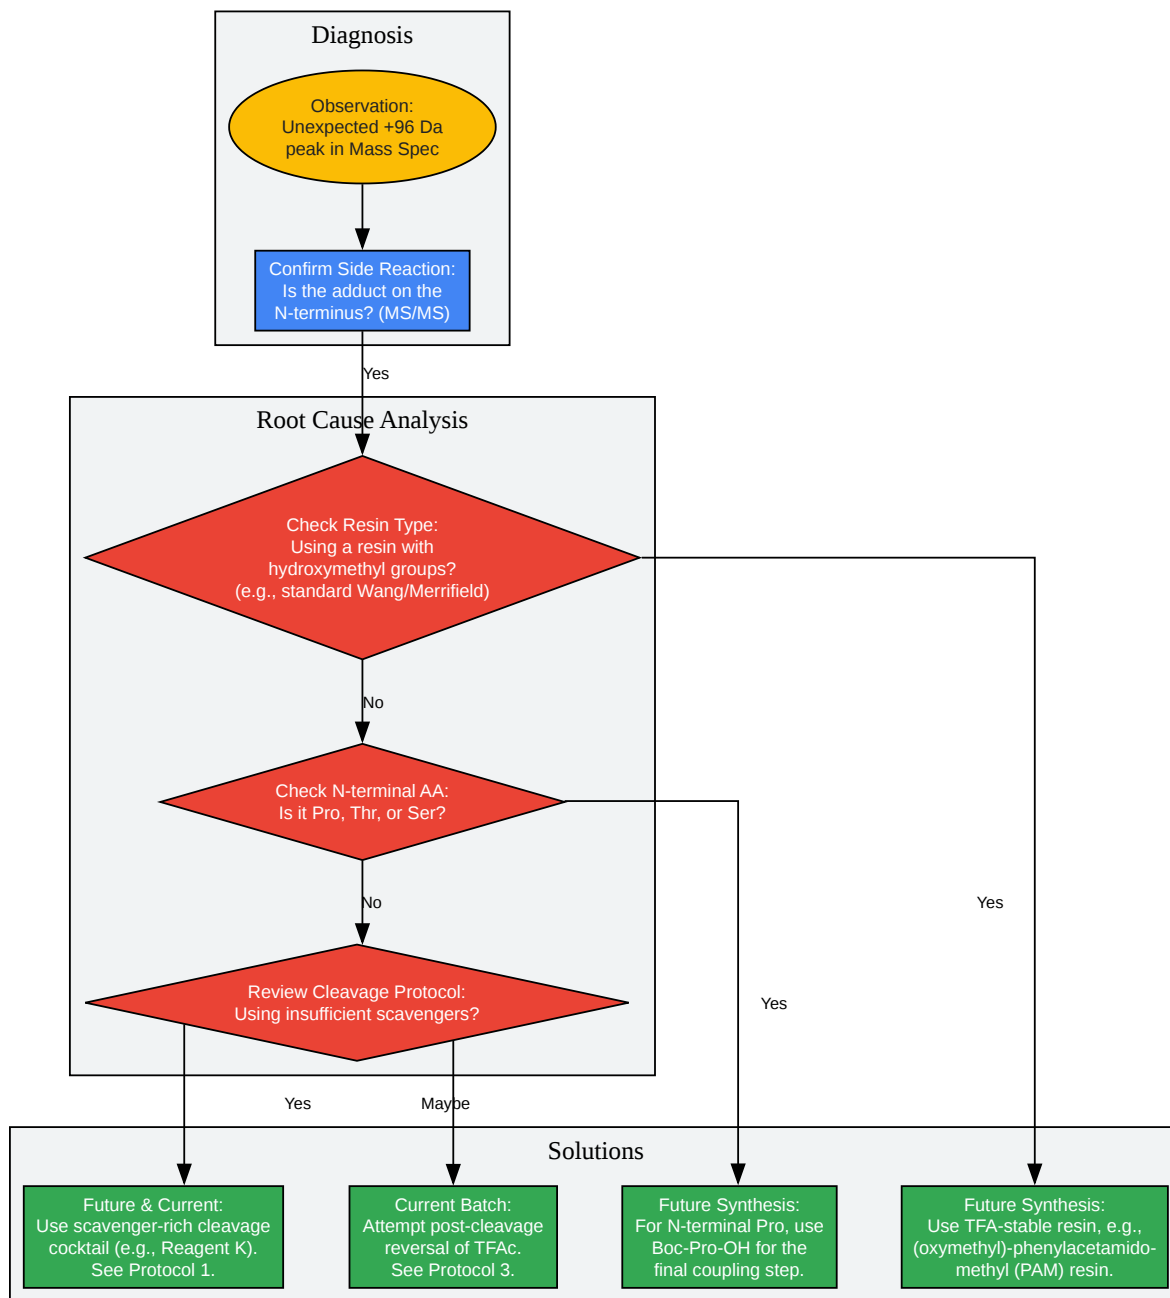 Diagnosis
Observation:
Unexpected +96 Da
peak in Mass Spec
Confirm Side Reaction:
Is the adduct on the
N-terminus? (MS/MS)
Yes
Root Cause Analysis
Check Resin Type:
Using a resin with
hydroxymethyl groups?
(e.g., standard Wang/Merrifield)
No
Check N-terminal AA:
Is it Pro, Thr, or Ser?
No
Yes
Review Cleavage Protocol:
Using insufficient scavengers?
Yes
Yes
Maybe
Solutions
Future & Current:
Use scavenger-rich cleavage
cocktail (e.g., Reagent K).
See Protocol 1.
Current Batch:
Attempt post-cleavage
reversal of TFAc.
See Protocol 3.
Future Synthesis:
For N-terminal Pro, use
Boc-Pro-OH for the
final coupling step.
Future Synthesis:
Use TFA-stable resin, e.g.,
(oxymethyl)-phenylacetamido-
methyl (PAM) resin.